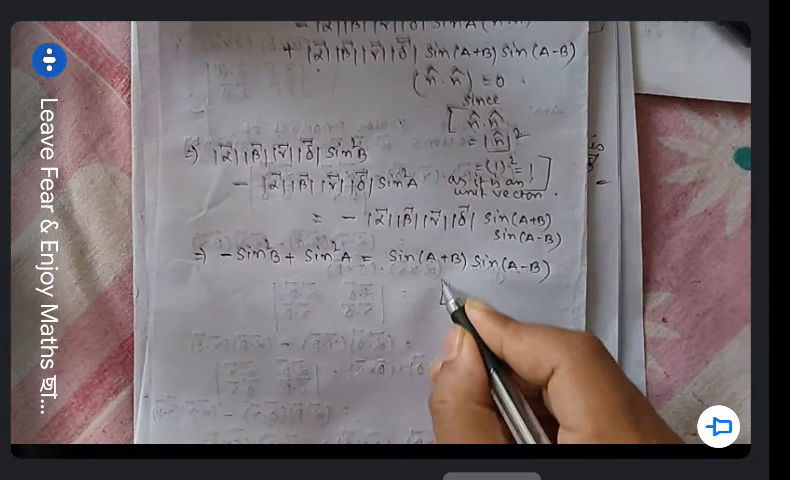 + |α̅||β̅||γ̅||δ̅| sin(A+B) sin(A-B)
(n̂.n̂) = 0
since
[n̂.n̂
= |n̂|²
= (1)² = 1
as it is an ]
unit vector.
⇒ |α̅||β̅||γ̅||δ̅| sin²B
- |α̅||β̅||γ̅||δ̅| sin²A
= - |α̅||β̅||γ̅||δ̅| sin(A+B)
sin(A-B)
⇒ -sin²B + sin²A = sin(A+B) sin(A-B)
Leave Fear & Enjoy Maths ছা...